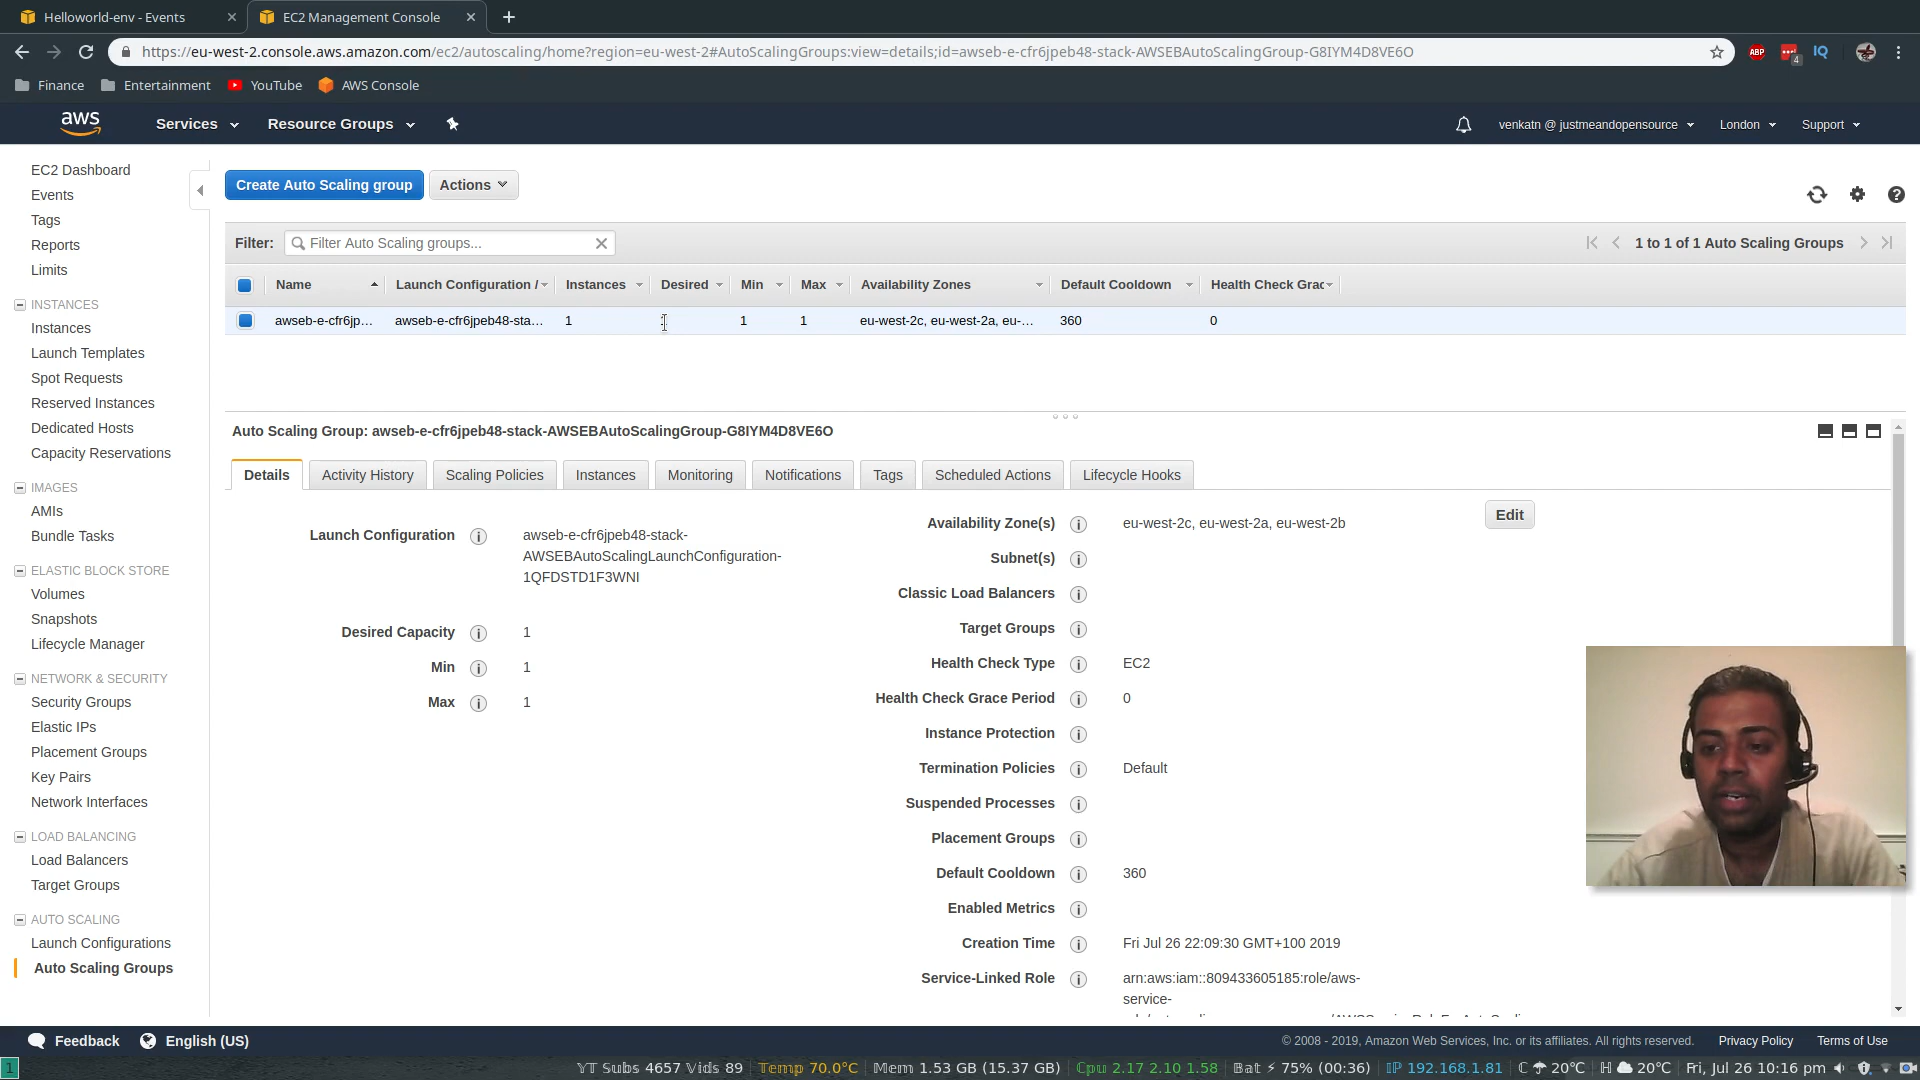 Helloworld-env - Events
EC2 Management Console
https://eu-west-2.console.aws.amazon.com/ec2/autoscaling/home?region=eu-west-2#AutoScalingGroups:view=details;id=awseb-e-cfr6jpeb48-stack-AWSEBAutoScalingGroup-G8IYM4D8VE6O
ABP
4
IQ
Finance
Entertainment
YouTube
AWS Console
aws
Services
Resource Groups
venkatn @ justmeandopensource
London
Support
EC2 Dashboard
Events
Tags
Reports
Limits
INSTANCES
Instances
Launch Templates
Spot Requests
Reserved Instances
Dedicated Hosts
Capacity Reservations
IMAGES
AMIs
Bundle Tasks
ELASTIC BLOCK STORE
Volumes
Snapshots
Lifecycle Manager
NETWORK & SECURITY
Security Groups
Elastic IPs
Placement Groups
Key Pairs
Network Interfaces
LOAD BALANCING
Load Balancers
Target Groups
AUTO SCALING
Launch Configurations
Auto Scaling Groups
Create Auto Scaling group
Actions
Filter:
Filter Auto Scaling groups...
1 to 1 of 1 Auto Scaling Groups
Name Launch Configuration / Instances Desired Min Max Availability Zones Default Cooldown Health Check Grac
awseb-e-cfr6jp... awseb-e-cfr6jpeb48-sta... 1 1 1 eu-west-2c, eu-west-2a, eu-... 360 0
Auto Scaling Group: awseb-e-cfr6jpeb48-stack-AWSEBAutoScalingGroup-G8IYM4D8VE6O
Details Activity History Scaling Policies Instances Monitoring Notifications Tags Scheduled Actions Lifecycle Hooks
Launch Configuration awseb-e-cfr6jpeb48-stack-
AWSEBAutoScalingLaunchConfiguration-
1QFDSTD1F3WNI
Desired Capacity 1
Min 1
Max 1
Availability Zone(s) eu-west-2c, eu-west-2a, eu-west-2b
Edit
Subnet(s)
Classic Load Balancers
Target Groups
Health Check Type EC2
Health Check Grace Period 0
Instance Protection
Termination Policies Default
Suspended Processes
Placement Groups
Default Cooldown 360
Enabled Metrics
Creation Time Fri Jul 26 22:09:30 GMT+100 2019
Service-Linked Role arn:aws:iam::809433605185:role/aws-
service-
Feedback
English (US)
© 2008 - 2019, Amazon Web Services, Inc. or its affiliates. All rights reserved.
Privacy Policy
Terms of Use
1
YT Subs 4657 Vids 89 Temp 70.0°C Mem 1.53 GB (15.37 GB) Cpu 2.17 2.10 1.58 Bat 75% (00:36) IP 192.168.1.81 C 20°C H 20°C Fri, Jul 26, 10:16 pm